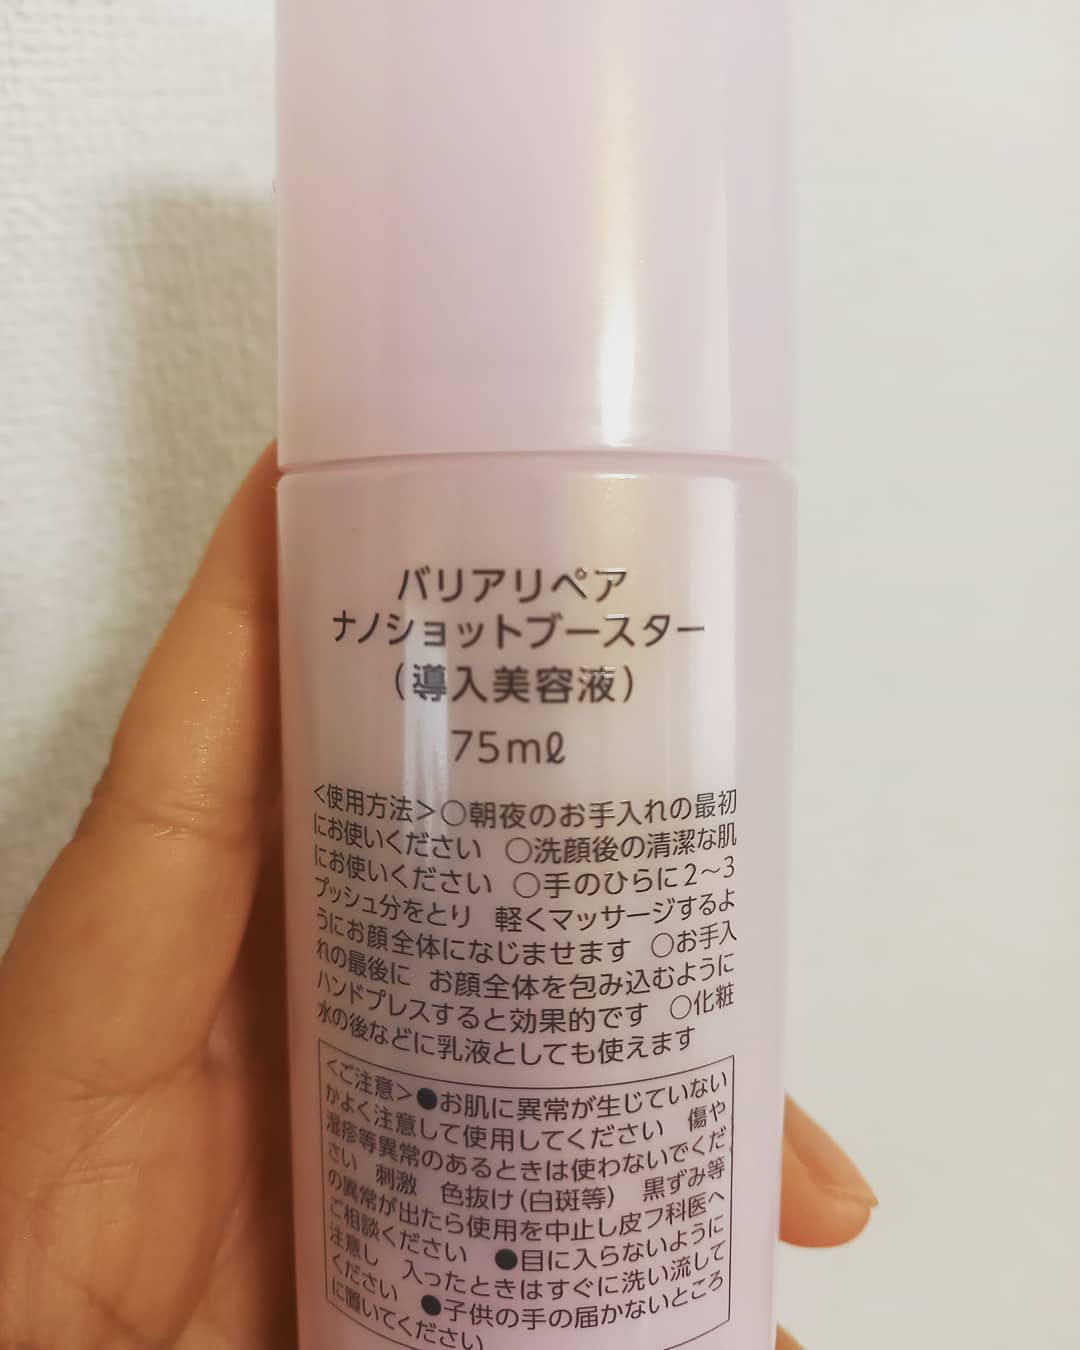 バリアリペア
ナノショットブースター
（導入美容液）
75mℓ
<使用方法>○朝夜のお手入れの最初
にお使いください ○洗顔後の清潔な肌
にお使いください ○手のひらに2〜3
プッシュ分をとり 軽くマッサージするよ
うにお顔全体になじませます ○お手入
れの最後に お顔全体を包み込むように
ハンドプレスすると効果的です ○化粧
水の後などに乳液としても使えます
<ご注意>●お肌に異常が生じていない
かよく注意して使用してください 傷や
湿疹等異常のあるときは使わないでくだ
さい 刺激 色抜け（白斑等） 黒ずみ等
の異常が出たら使用を中止し皮フ科医へ
ご相談ください ●目に入らないように
注意し 入ったときはすぐに洗い流して
ください ●子供の手の届かないところ
に置いてください